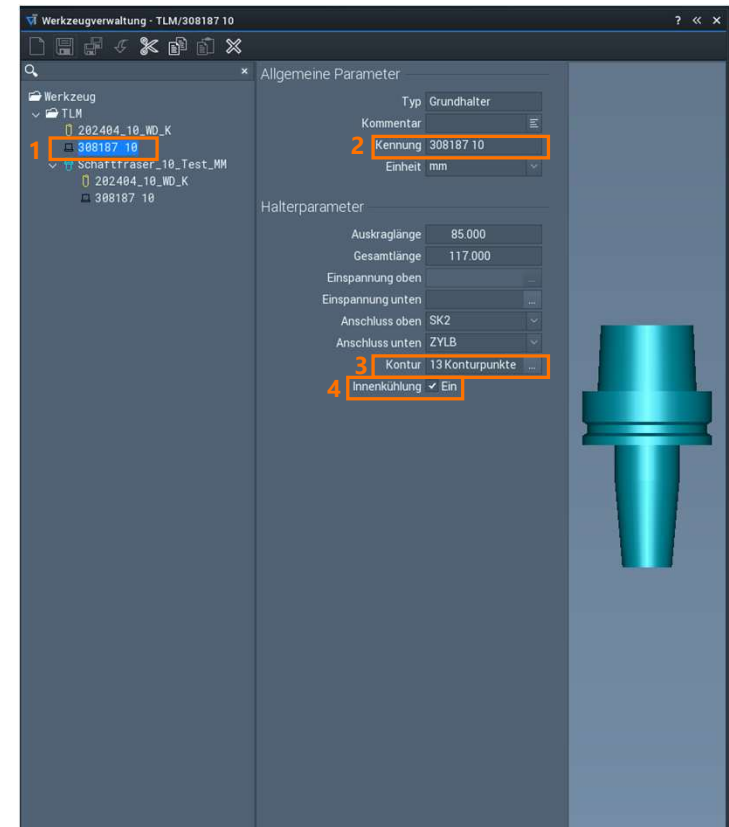 Werkzeugverwaltung - TLM/308187 10
? « ×
×
Werkzeug
TLM
202404_10_WD_K
1 308187 10
Schaftfräser_10_Test_MM
202404_10_WD_K
308187 10
Allgemeine Parameter
Typ Grundhalter
Kommentar
2 Kennung 308187 10
Einheit mm
Halterparameter
Auskraglänge 85.000
Gesamtlänge 117.000
Einspannung oben ...
Einspannung unten ...
Anschluss oben SK2
Anschluss unten ZYLB
3 Kontur 13 Konturpunkte ...
4 Innenkühlung ✔ Ein